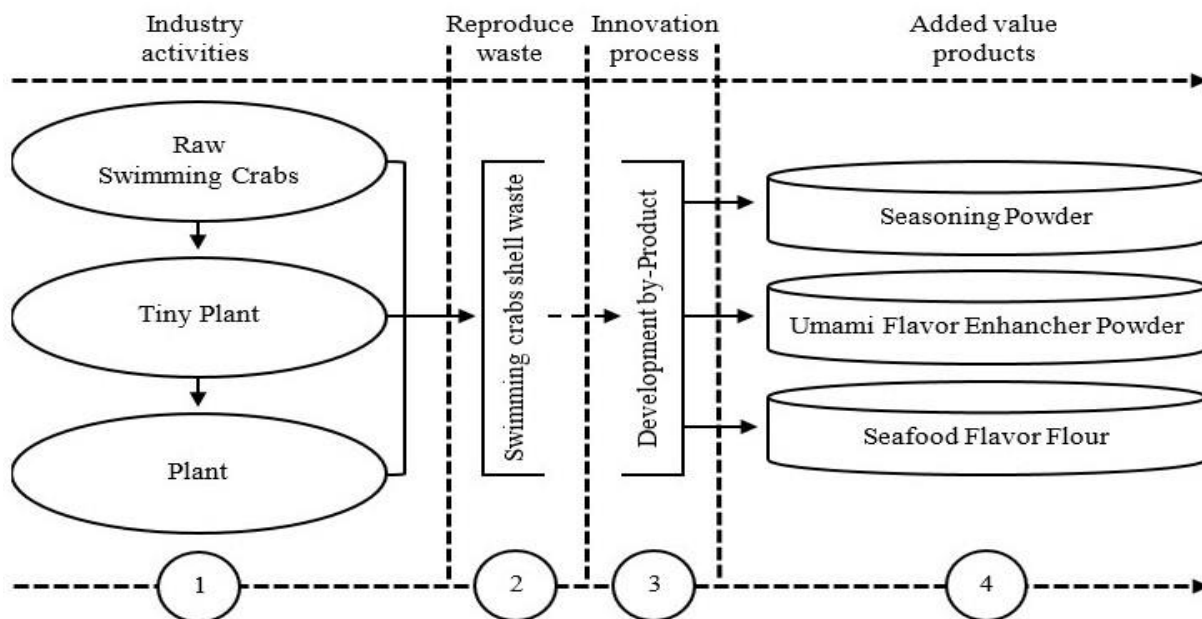 Industry
activities
Reproduce
waste
Innovation
process
Added value
products
Raw
Swimming Crabs
Tiny Plant
Plant
Swimming crabs shell waste
Development by-Product
Seasoning Powder
Umami Flavor Enhancher Powder
Seafood Flavor Flour
1
2
3
4